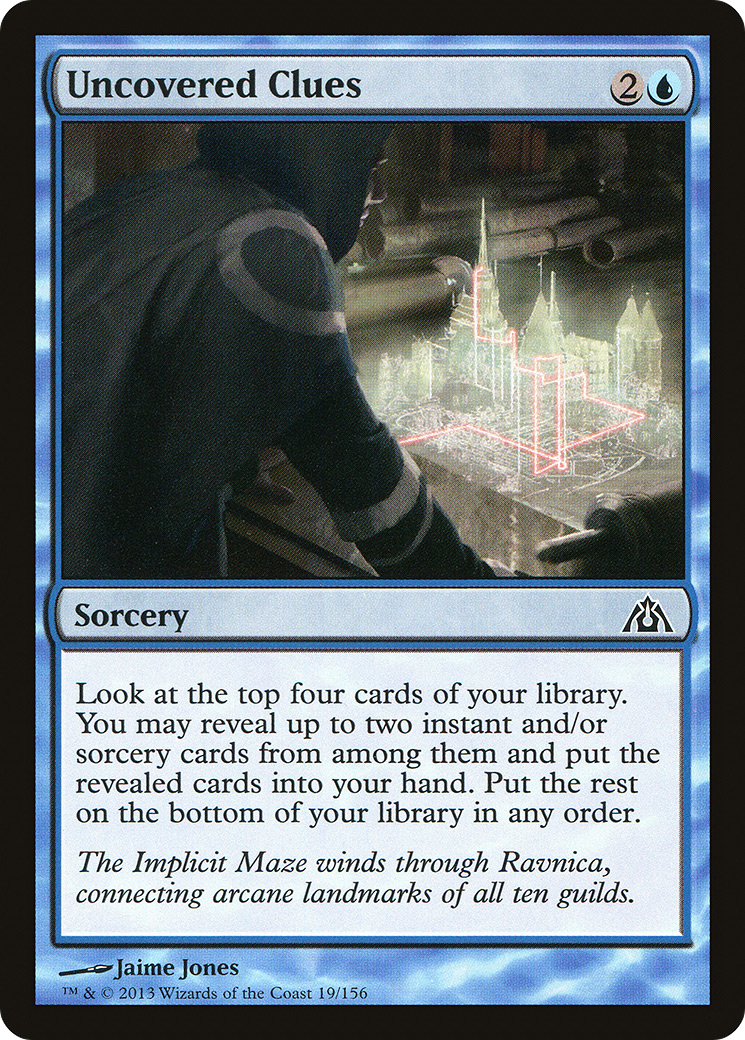 Uncovered Clues 2
Sorcery
Look at the top four cards of your library.
You may reveal up to two instant and/or
sorcery cards from among them and put the
revealed cards into your hand. Put the rest
on the bottom of your library in any order.
The Implicit Maze winds through Ravnica,
connecting arcane landmarks of all ten guilds.
Jaime Jones
™ & © 2013 Wizards of the Coast 19/156